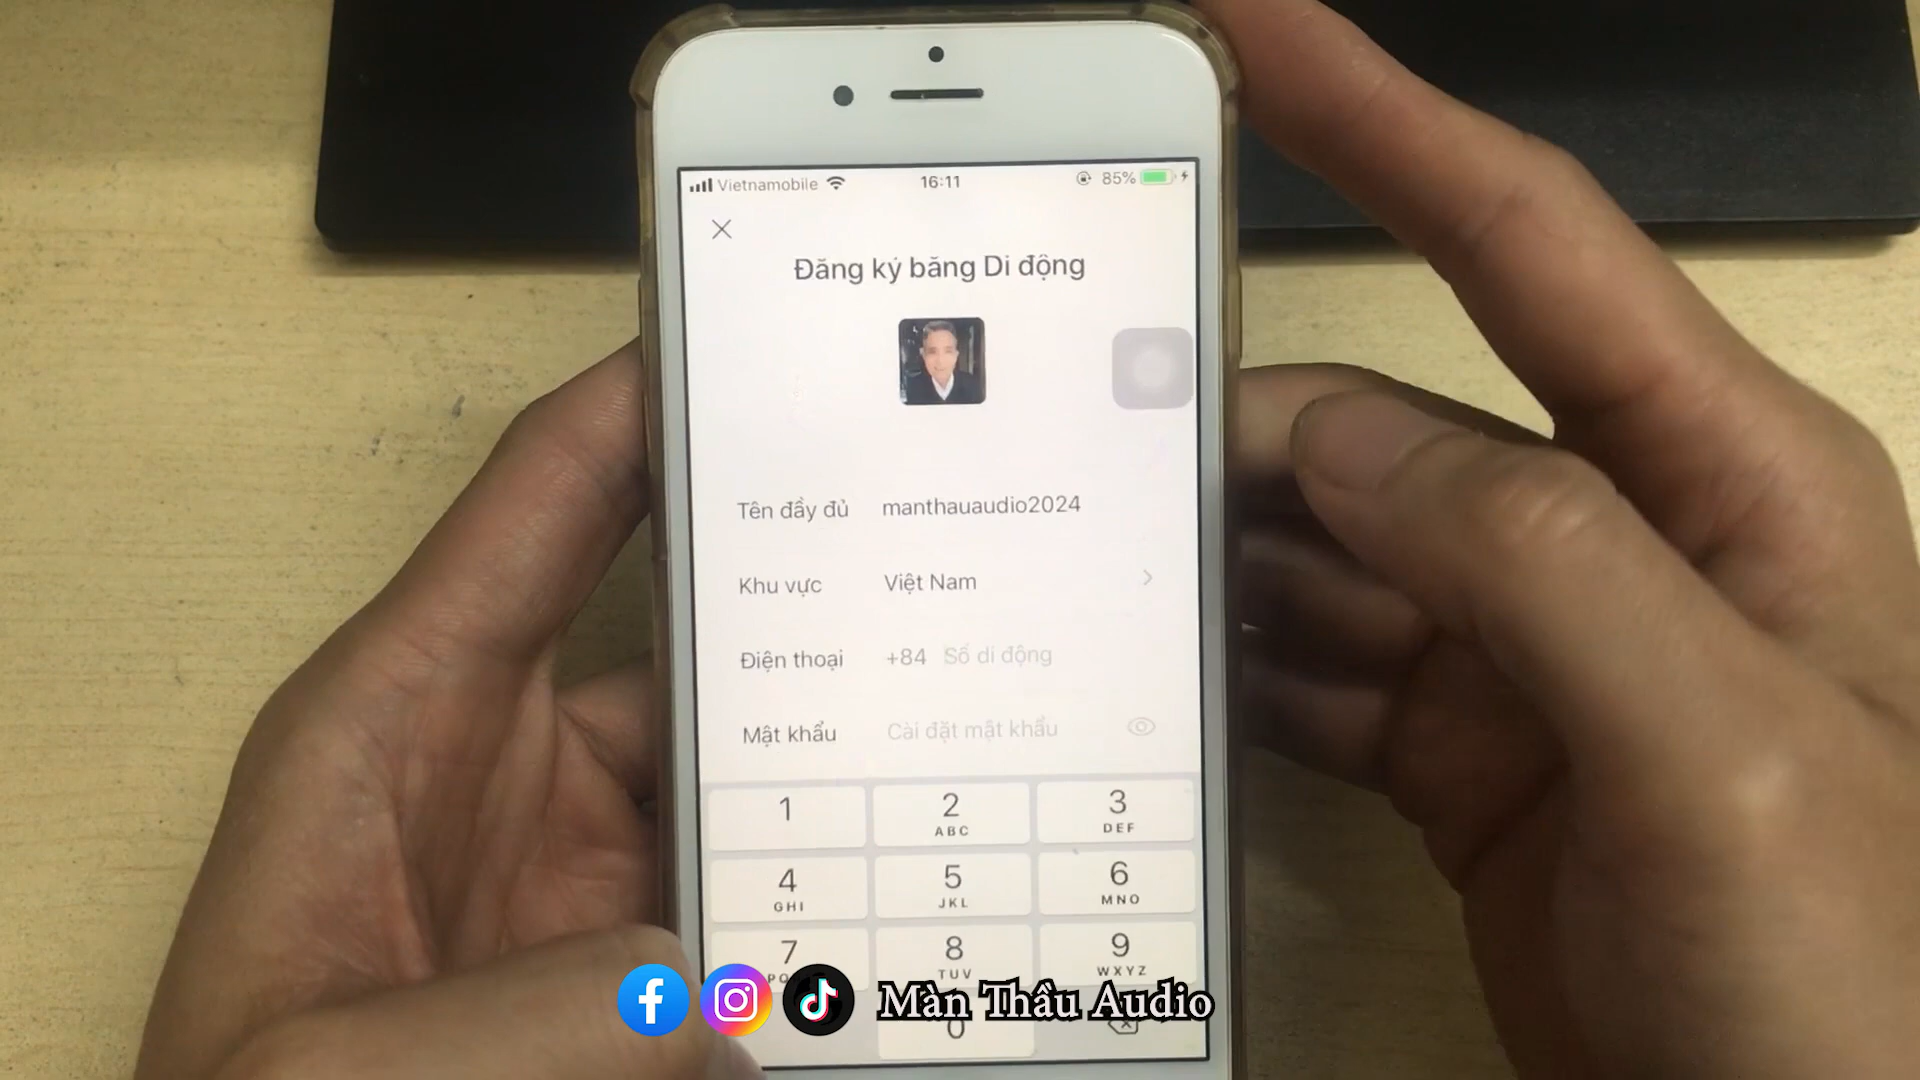 Vietnamobile 16:11 85%
Đăng ký bằng Di động
Tên đầy đủ manthauaudio2024
Khu vực Việt Nam
Điện thoại +84 Số di động
Mật khẩu Cài đặt mật khẩu
1 2 3
ABC DEF
4 5 6
GHI JKL MNO
7 8 9
TUV WXYZ
Màn Thầu Audio
0